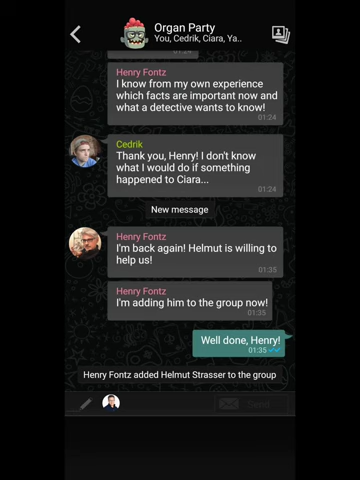 Organ Party
You, Cedrik, Ciara, Ya..
01:24
Henry Fontz
I know from my own experience
which facts are important now and
what a detective wants to know!
01:24
Cedrik
Thank you, Henry! I don't know
what I would do if something
happened to Ciara...
01:24
New message
Henry Fontz
I'm back again! Helmut is willing to
help us!
01:35
Henry Fontz
I'm adding him to the group now!
01:35
Well done, Henry!
01:35
Henry Fontz added Helmut Strasser to the group
Send